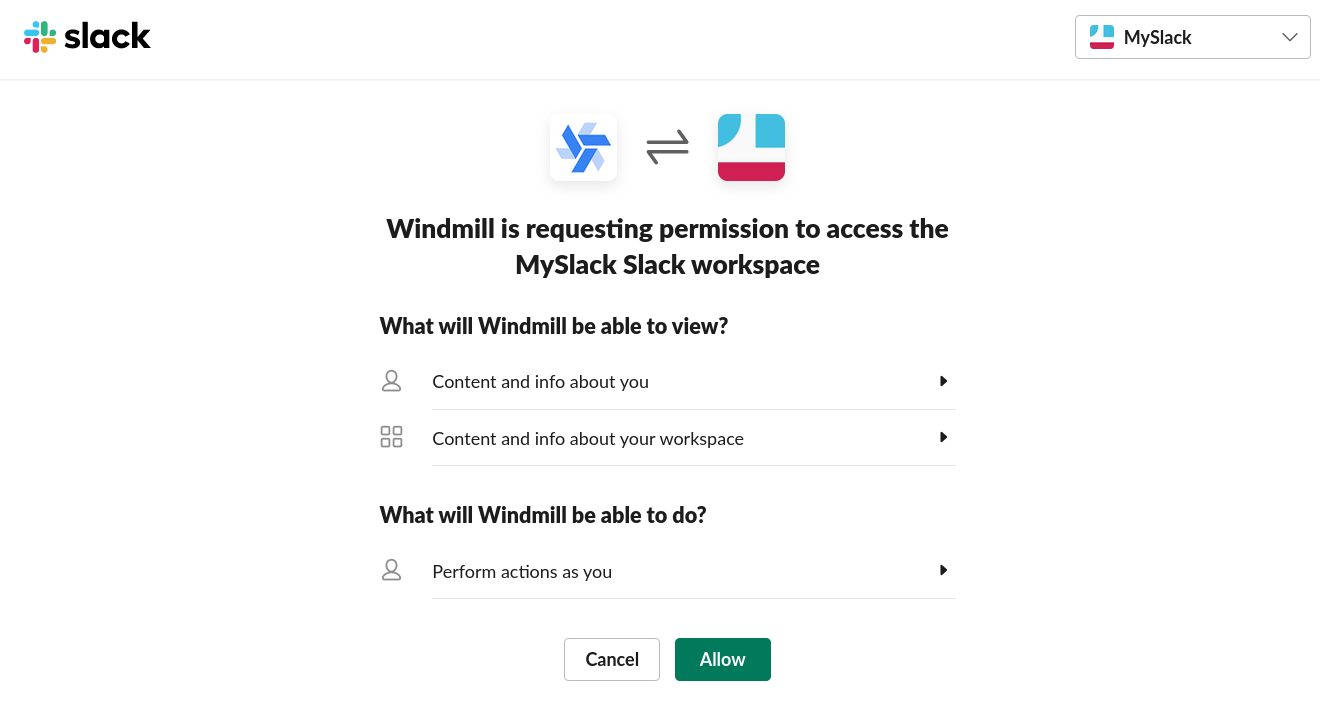 slack
MySlack
Windmill is requesting permission to access the
MySlack Slack workspace
What will Windmill be able to view?
Content and info about you
Content and info about your workspace
What will Windmill be able to do?
Perform actions as you
Cancel
Allow